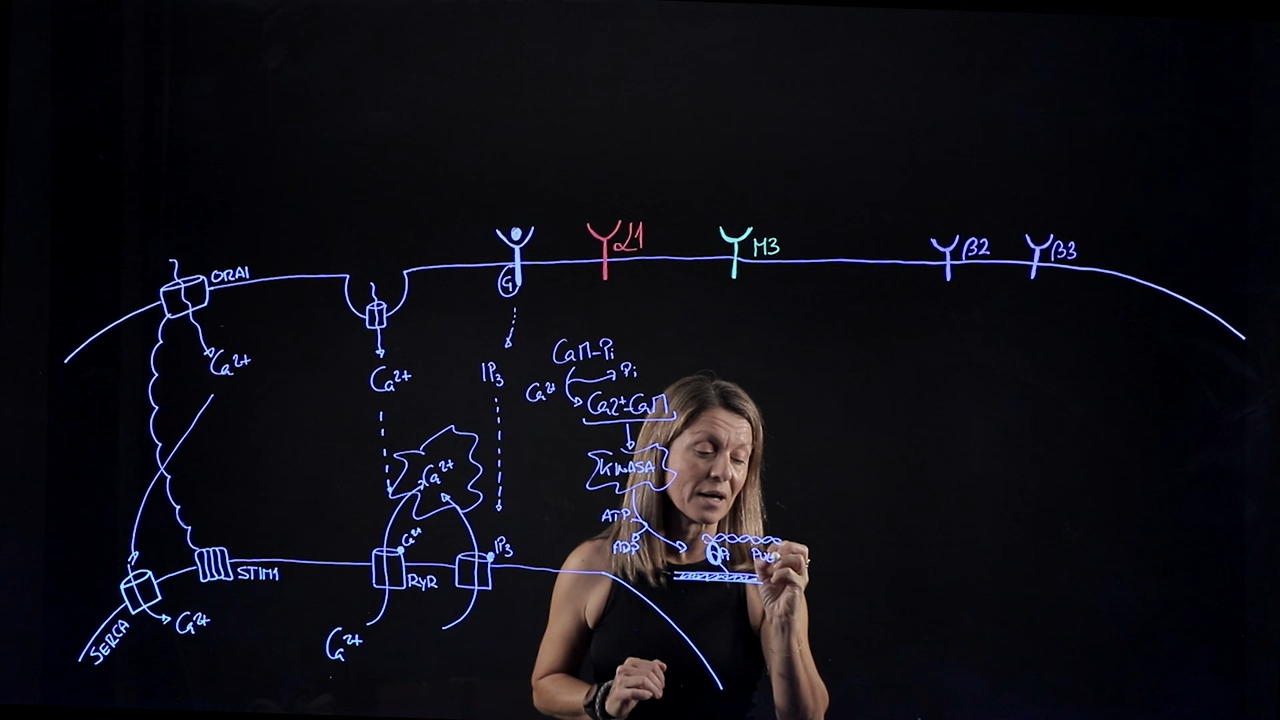 α1
M3
β2
β3
ORAI
G
Ca²⁺
Ca²⁺
IP₃
CaM-Pi
Pi
Ca²⁺
Ca2⁺-CaM
KINASA
Ca²⁺
ATP
ADP
Ca²⁺
IP₃
Pi
STIM1
RyR
SERCA
Ca²⁺
Ca²⁺